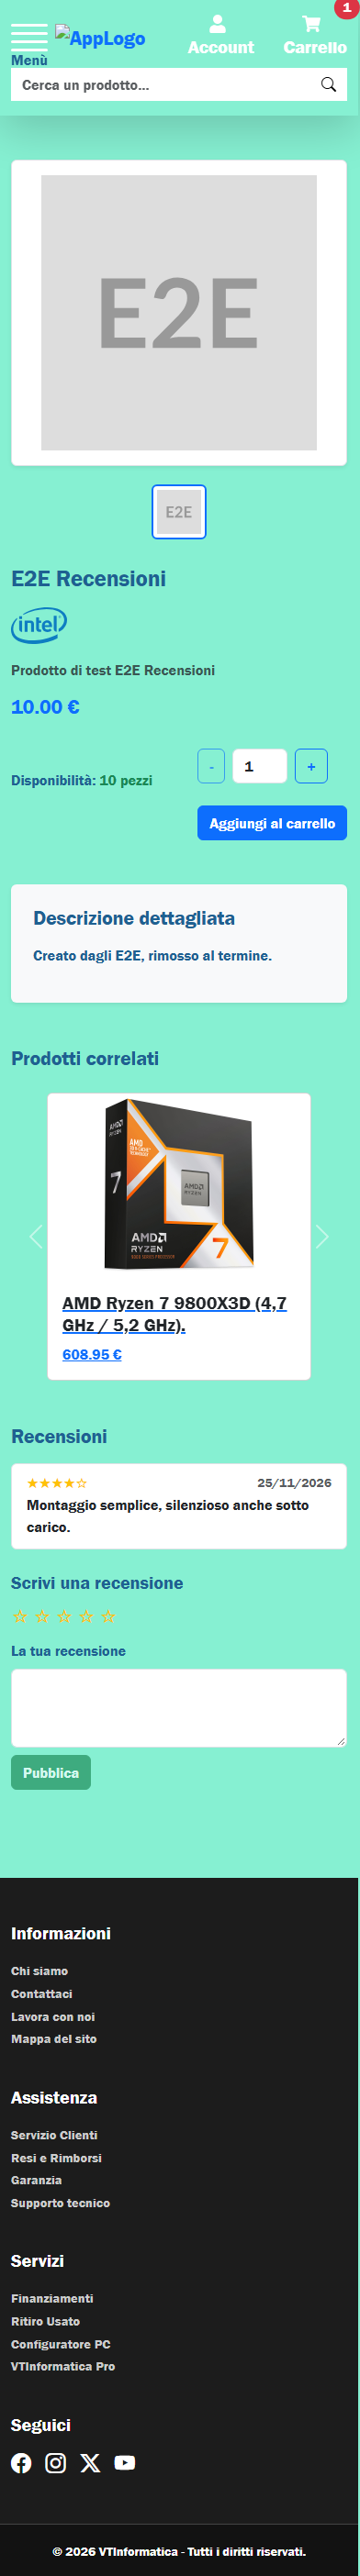 1
Menù
AppLogo
Account
Carrello
Cerca un prodotto...
E2E
E2E
E2E Recensioni
intel
Prodotto di test E2E Recensioni
10.00 €
Disponibilità: 10 pezzi
-
1
+
Aggiungi al carrello
Descrizione dettagliata
Creato dagli E2E, rimosso al termine.
Prodotti correlati
AMD
RYZEN
7
AMD
RYZEN
7
AMD Ryzen 7 9800X3D (4,7
GHz / 5,2 GHz).
608.95 €
Recensioni
★★★★☆ 25/11/2026
Montaggio semplice, silenzioso anche sotto
carico.
Scrivi una recensione
☆ ☆ ☆ ☆ ☆
La tua recensione
Pubblica
Informazioni
Chi siamo
Contattaci
Lavora con noi
Mappa del sito
Assistenza
Servizio Clienti
Resi e Rimborsi
Garanzia
Supporto tecnico
Servizi
Finanziamenti
Ritiro Usato
Configuratore PC
VTInformatica Pro
Seguici
© 2026 VTInformatica - Tutti i diritti riservati.